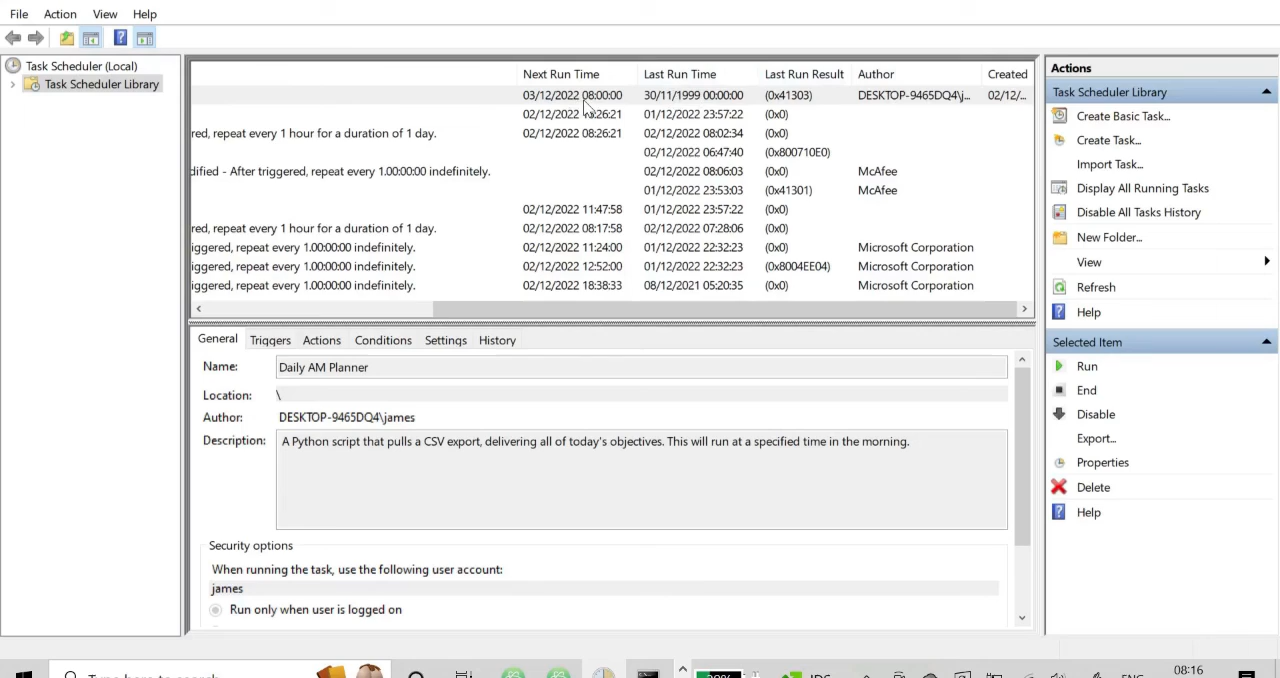 File Action View Help
Task Scheduler (Local)
Task Scheduler Library
Next Run Time Last Run Time Last Run Result Author Created
03/12/2022 08:00:00 30/11/1999 00:00:00 (0x41303) DESKTOP-9465DQ4\j... 02/12/...
02/12/2022 26:21 01/12/2022 23:57:22 (0x0)
red, repeat every 1 hour for a duration of 1 day. 02/12/2022 08:26:21 02/12/2022 08:02:34 (0x0)
02/12/2022 06:47:40 (0x800710E0)
dified - After triggered, repeat every 1.00:00:00 indefinitely. 02/12/2022 08:06:03 (0x0) McAfee
01/12/2022 23:53:03 (0x41301) McAfee
02/12/2022 11:47:58 01/12/2022 23:57:22 (0x0)
red, repeat every 1 hour for a duration of 1 day. 02/12/2022 08:17:58 02/12/2022 07:28:06 (0x0)
iggered, repeat every 1.00:00:00 indefinitely. 02/12/2022 11:24:00 01/12/2022 22:32:23 (0x0) Microsoft Corporation
iggered, repeat every 1.00:00:00 indefinitely. 02/12/2022 12:52:00 01/12/2022 22:32:23 (0x8004EE04) Microsoft Corporation
iggered, repeat every 1.00:00:00 indefinitely. 02/12/2022 18:38:33 08/12/2021 05:20:35 (0x0) Microsoft Corporation
General Triggers Actions Conditions Settings History
Name: Daily AM Planner
Location: \
Author: DESKTOP-9465DQ4\james
Description: A Python script that pulls a CSV export, delivering all of today's objectives. This will run at a specified time in the morning.
Security options
When running the task, use the following user account:
james
Run only when user is logged on
Actions
Task Scheduler Library
Create Basic Task...
Create Task...
Import Task...
Display All Running Tasks
Disable All Tasks History
New Folder...
View
Refresh
Help
Selected Item
Run
End
Disable
Export...
Properties
Delete
Help
Type here to search
08:16